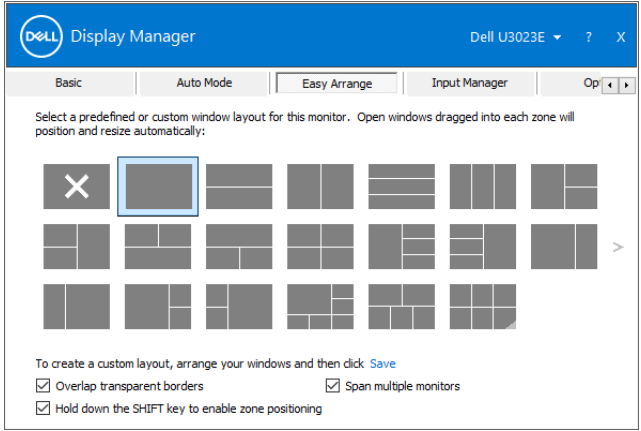 DELL Display Manager Dell U3023E ? X
Basic Auto Mode Easy Arrange Input Manager
Select a predefined or custom window layout for this monitor. Open windows dragged into each zone will
position and resize automatically:
>
To create a custom layout, arrange your windows and then click Save
Overlap transparent borders Span multiple monitors
Hold down the SHIFT key to enable zone positioning